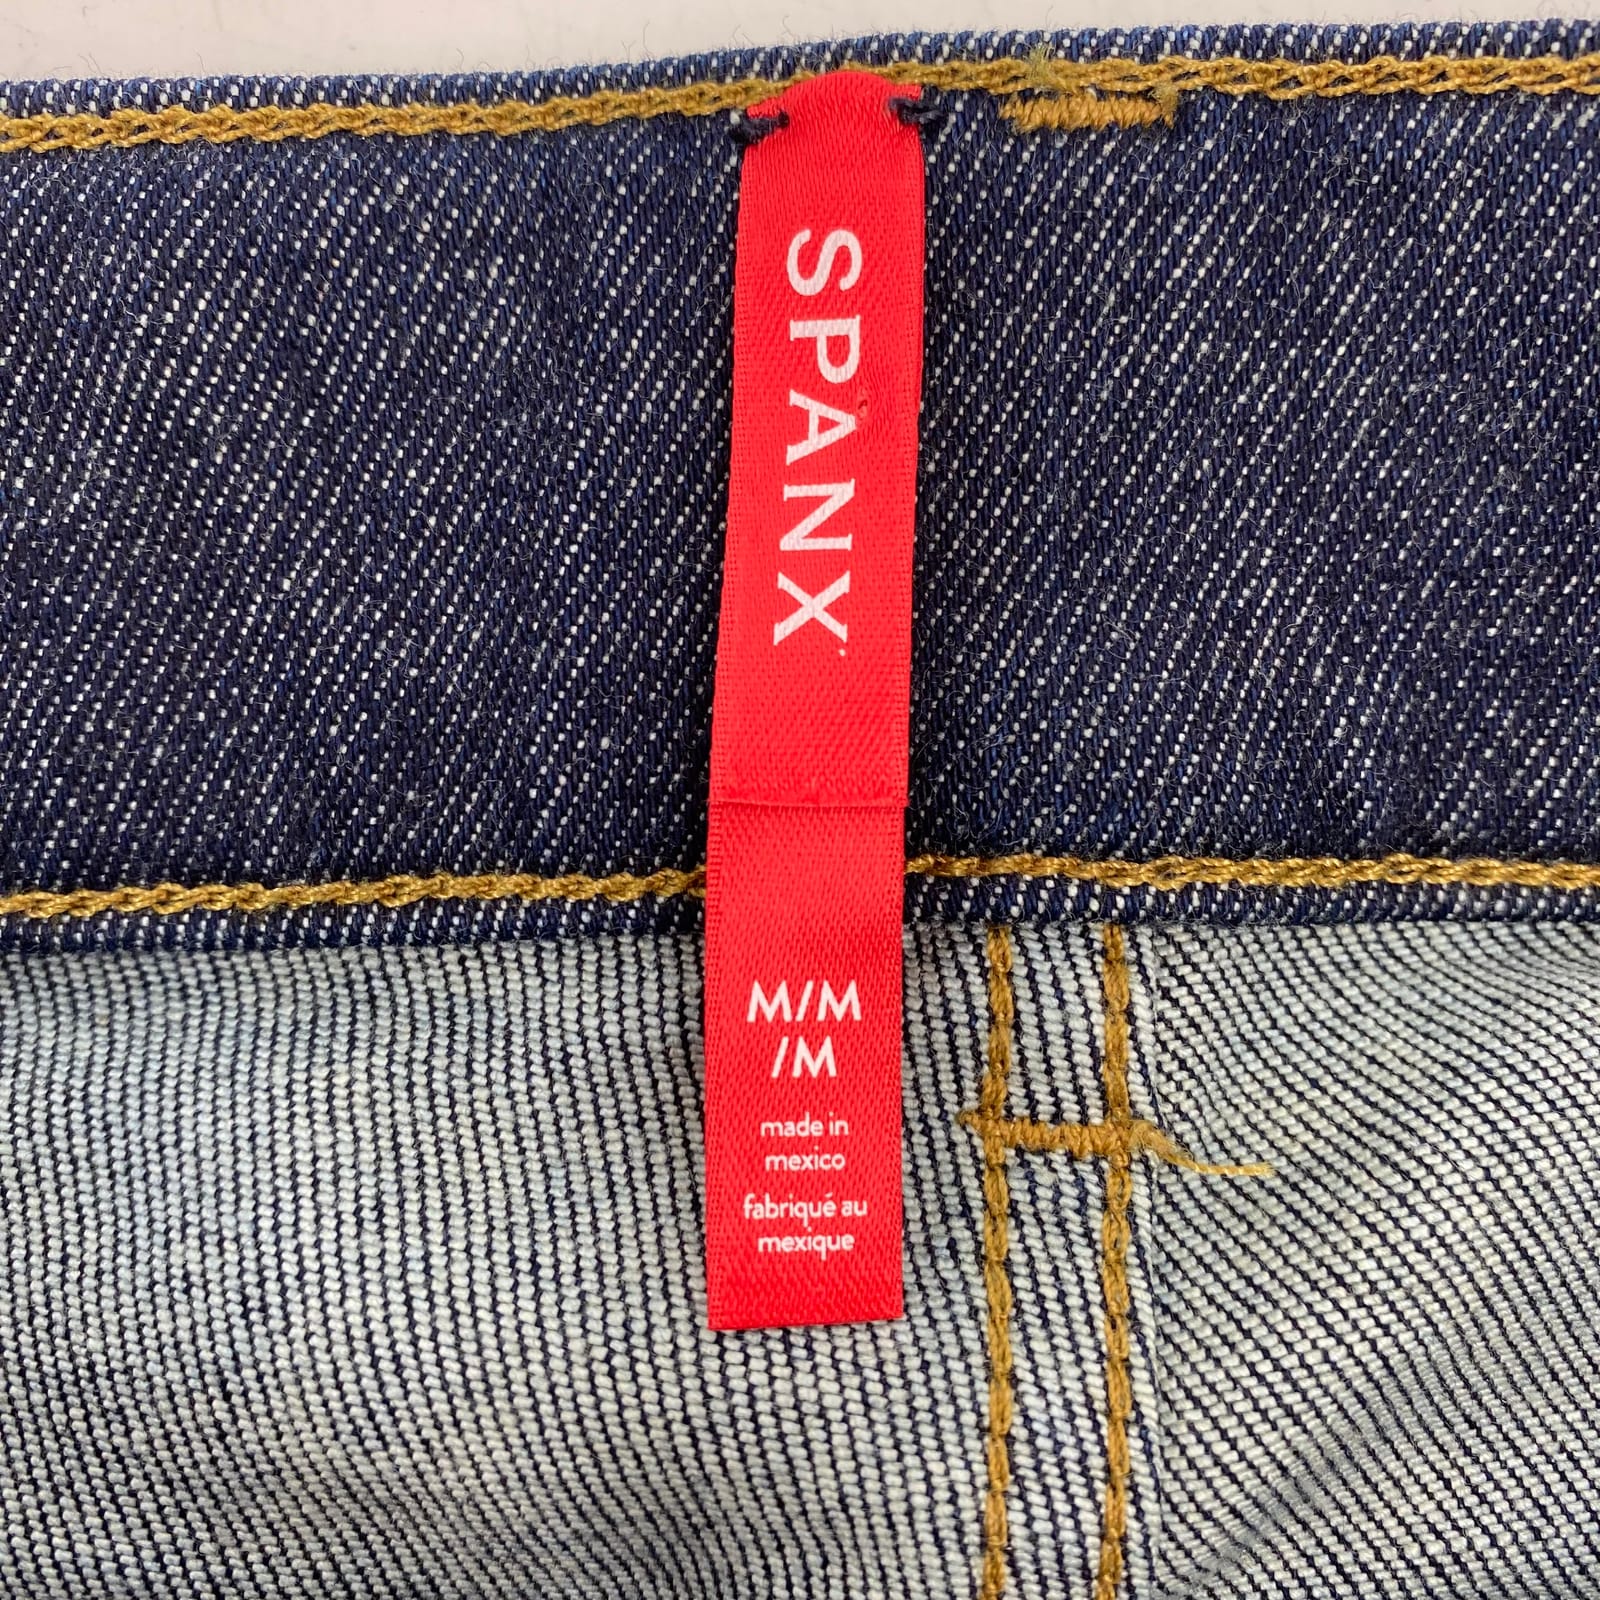 SPANX
M/M
/M
made in
mexico
fabriqué au
mexique